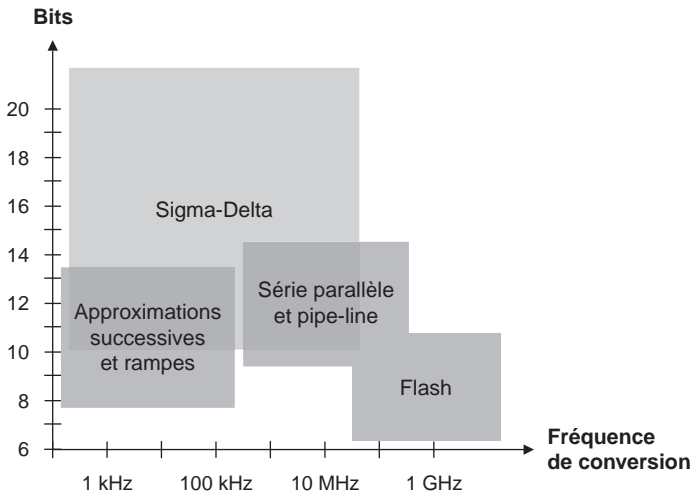 Bits
20
18
16
14
12
10
8
6
Sigma-Delta
Approximations
successives
et rampes
Série parallèle
et pipe-line
Flash
1 kHz
100 kHz
10 MHz
1 GHz
Fréquence
de conversion